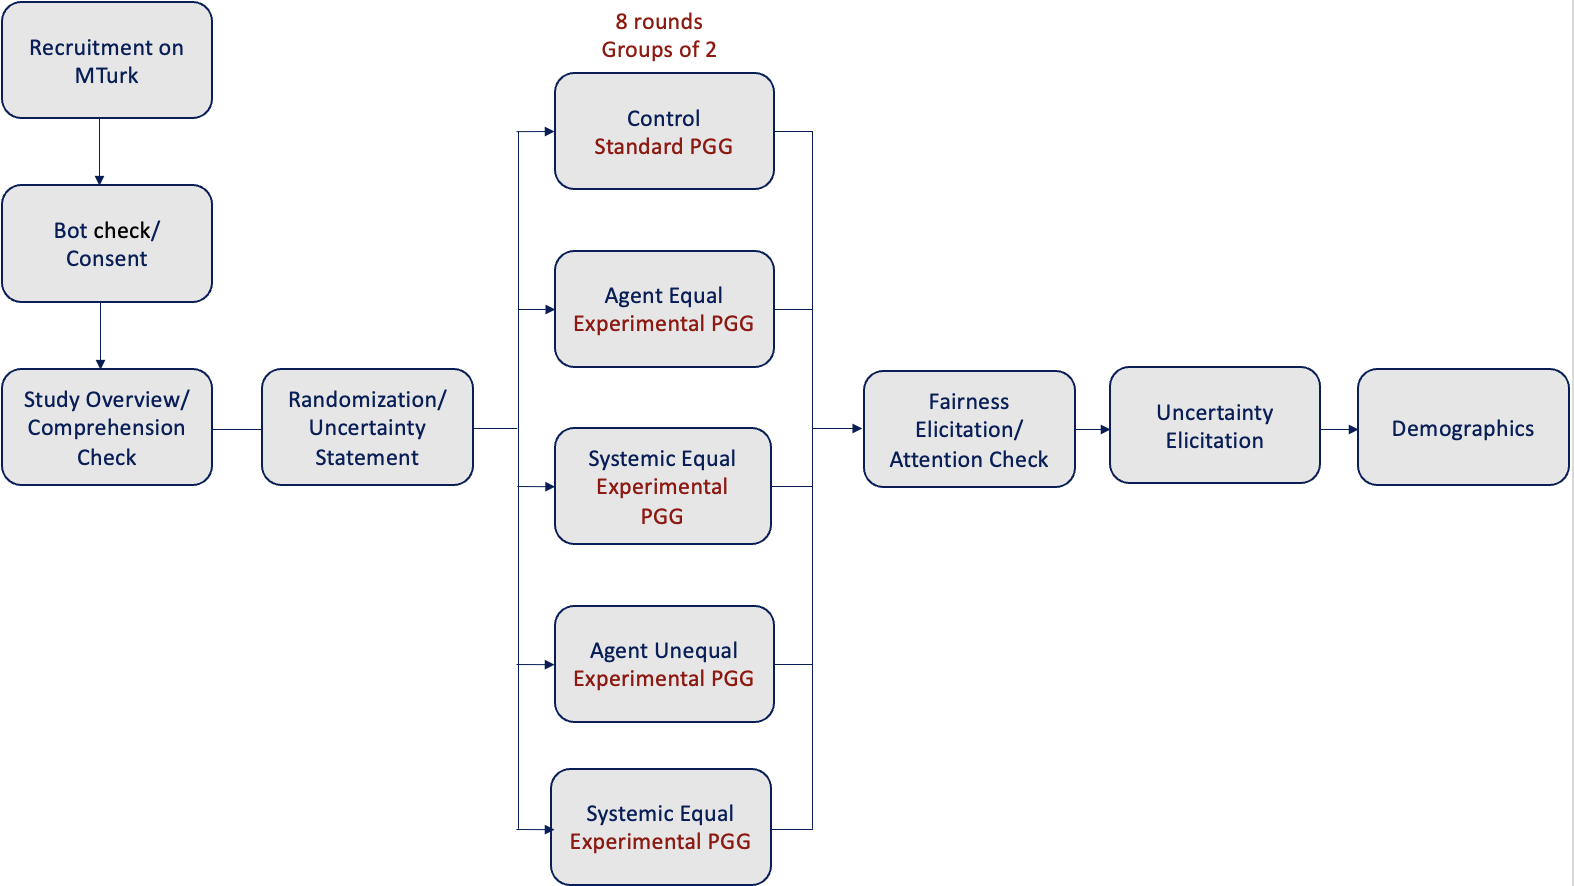 Recruitment on
MTurk
Bot check/
Consent
Study Overview/
Comprehension
Check
Randomization/
Uncertainty
Statement
8 rounds
Groups of 2
Control
Standard PGG
Agent Equal
Experimental PGG
Systemic Equal
Experimental
PGG
Agent Unequal
Experimental PGG
Systemic Equal
Experimental PGG
Fairness
Elicitation/
Attention Check
Uncertainty
Elicitation
Demographics